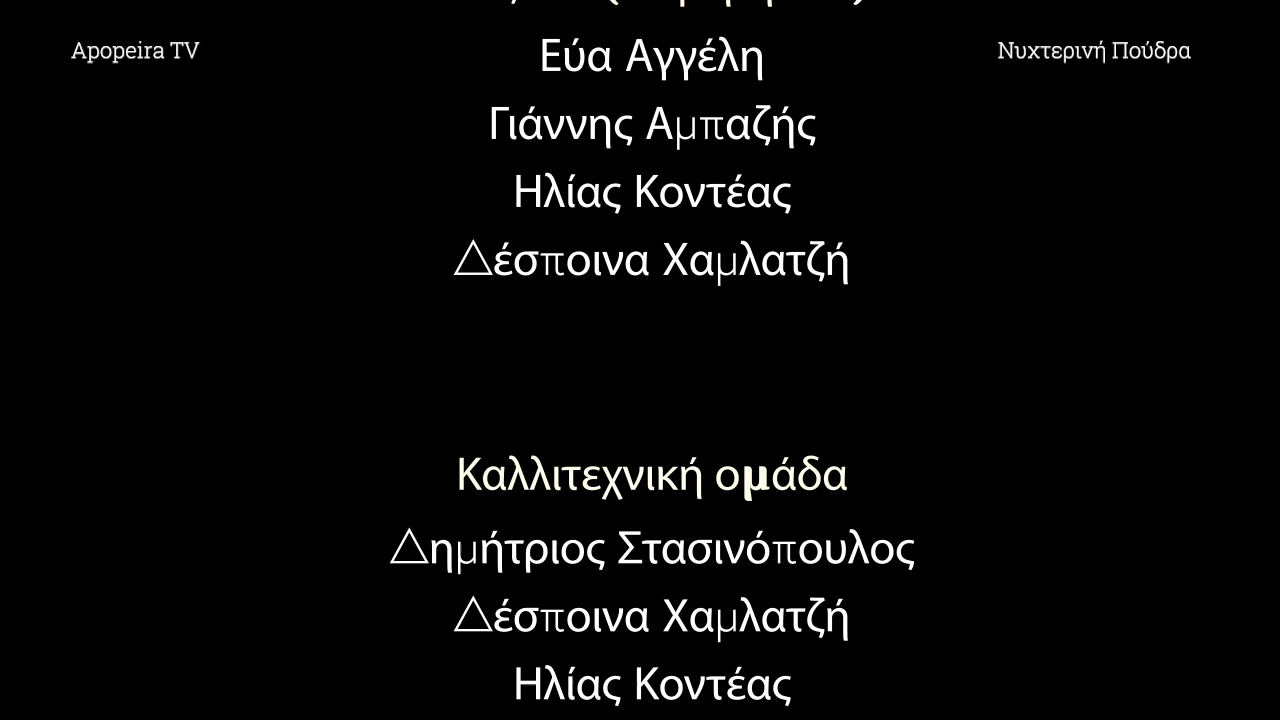 Apopeira TV
Νυχτερινή Πούδρα
Εύα Αγγέλη
Γιάννης Αμπαζής
Ηλίας Κοντέας
Δέσποινα Χαμλατζή
Καλλιτεχνική ομάδα
Δημήτριος Στασινόπουλος
Δέσποινα Χαμλατζή
Ηλίας Κοντέας